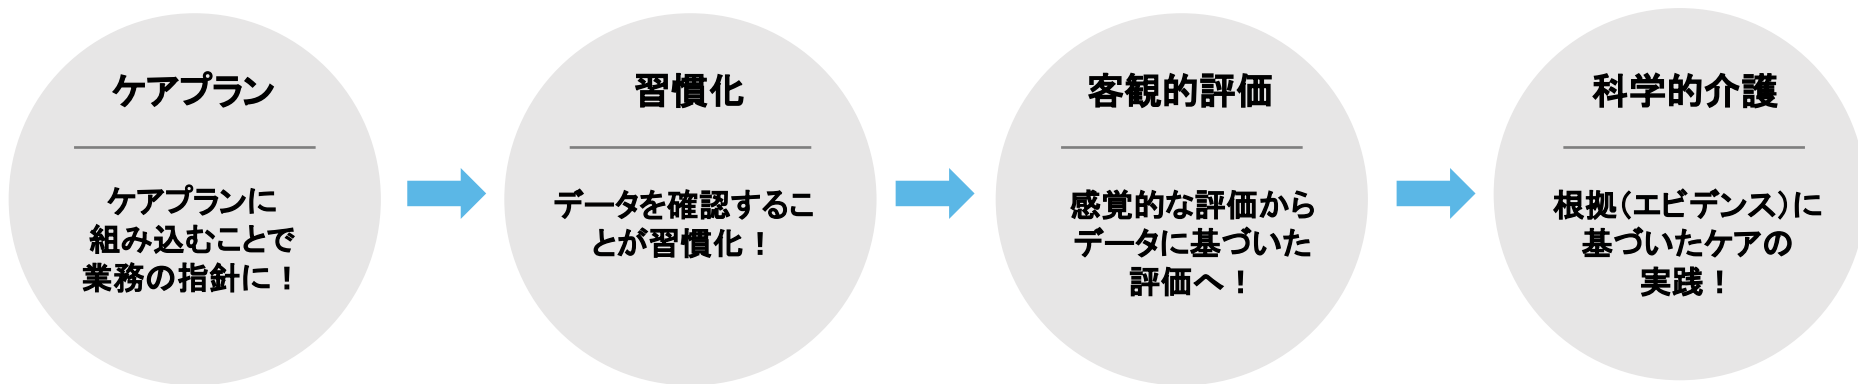 ケアプラン
ケアプランに
組み込むことで
業務の指針に！
習慣化
データを確認するこ
とが習慣化！
客観的評価
感覚的な評価から
データに基づいた
評価へ！
科学的介護
根拠（エビデンス）に
基づいたケアの
実践！